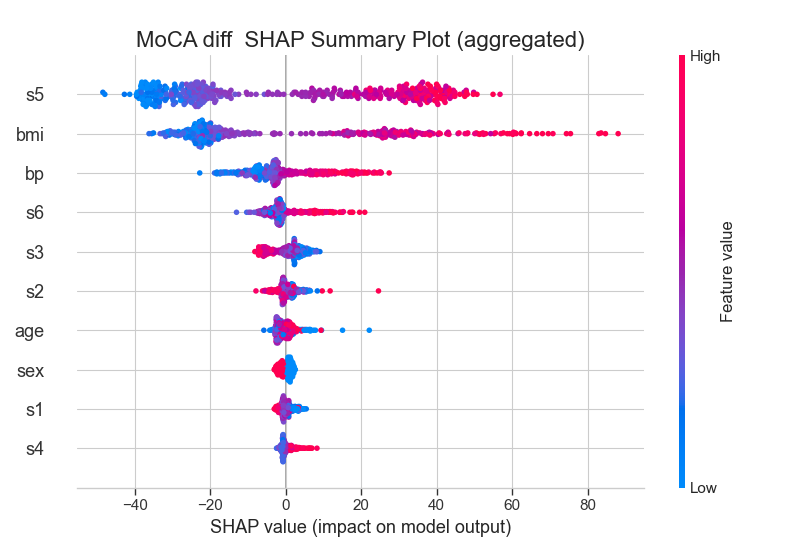 MoCA diff  SHAP Summary Plot (aggregated)
High
s5
bmi
bp
s6
s3
s2
Feature value
age
sex
s1
s4
Low
−40 −20 0 20 40 60 80
SHAP value (impact on model output)